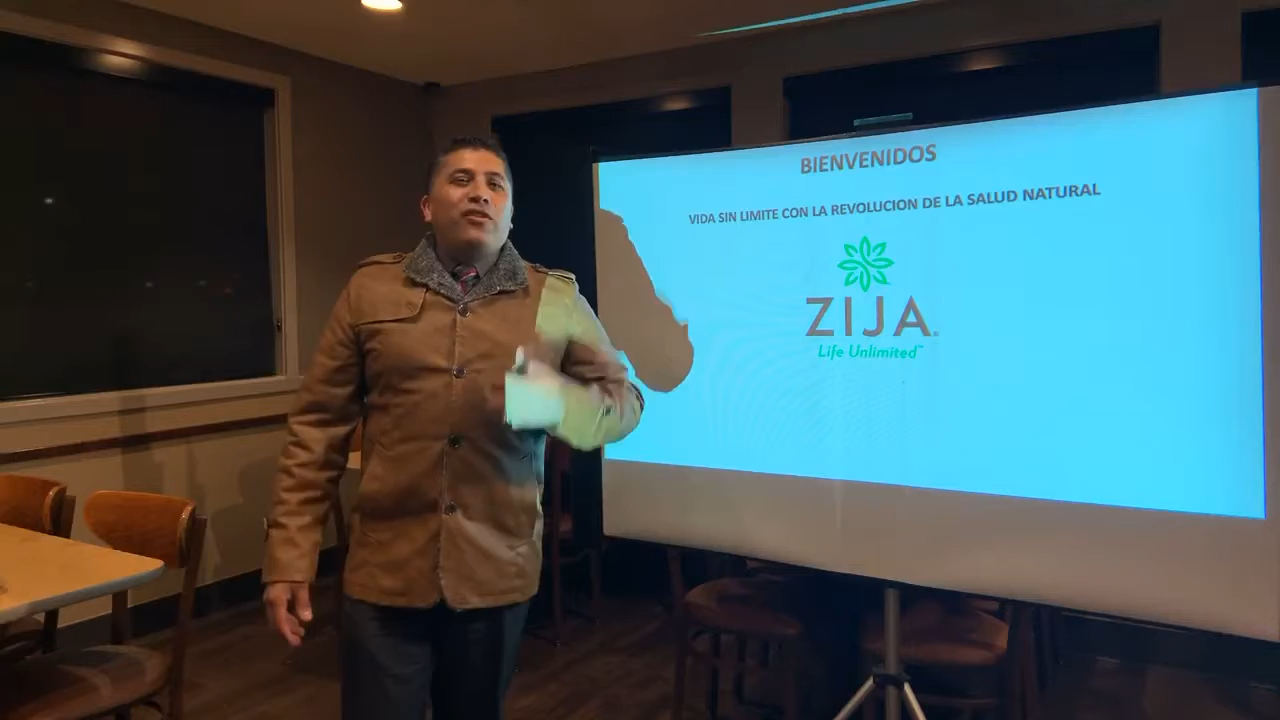 BIENVENIDOS
VIDA SIN LIMITE CON LA REVOLUCION DE LA SALUD NATURAL
ZIJA®
Life Unlimited™